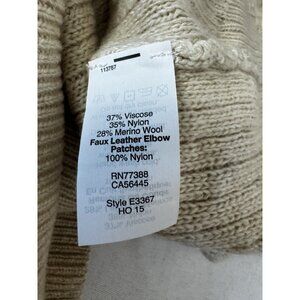 113767
37% Viscose
35% Nylon
28% Merino Wool
Faux Leather Elbow
Patches:
100% Nylon
RN77388
CA56445
Style E3367
HO 15